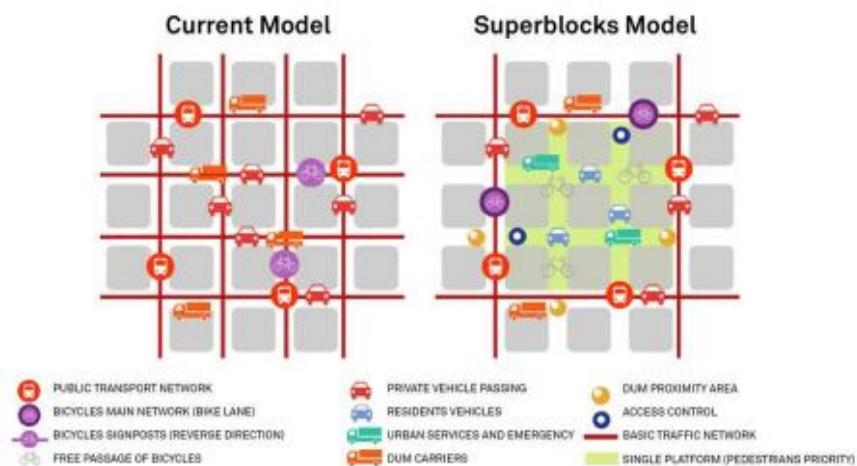 Current Model
Superblocks Model
PUBLIC TRANSPORT NETWORK
BICYCLES MAIN NETWORK (BIKE LANE)
BICYCLES SIGNPOSTS (REVERSE DIRECTION)
FREE PASSAGE OF BICYCLES
PRIVATE VEHICLE PASSING
RESIDENTS VEHICLES
URBAN SERVICES AND EMERGENCY
DUM CARRIERS
DUM PROXIMITY AREA
ACCESS CONTROL
BASIC TRAFFIC NETWORK
SINGLE PLATFORM (PEDESTRIANS PRIORITY)